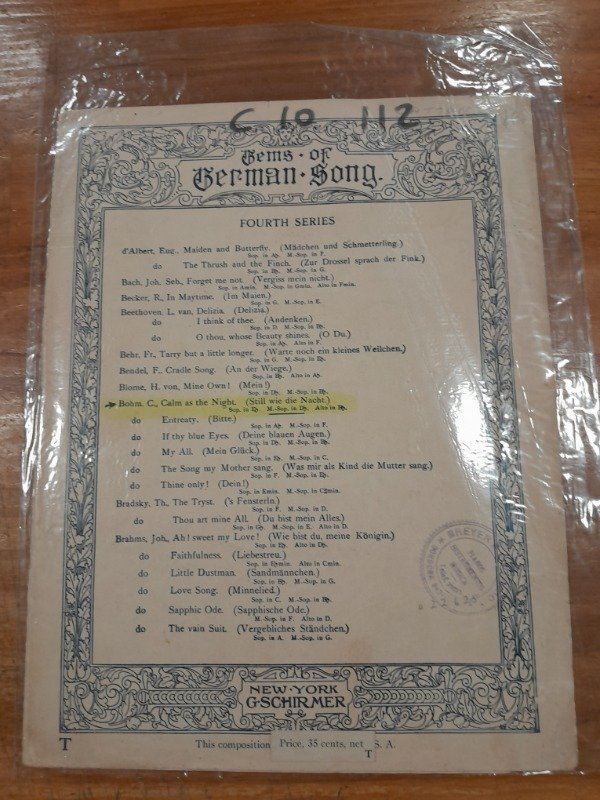 C 10 112
Gems · of
German · Song.
FOURTH SERIES
d'Albert, Eug., Maiden and Butterfly. (Mädchen und Schmetterling.)
Sop. in A♭. M.-Sop. in F.
do The Thrush and the Finch. (Zur Drossel sprach der Fink.)
Sop. in B♭. M.-Sop. in G.
Bach, Joh. Seb., Forget me not. (Vergiss mein nicht.)
Sop. in Amin. M.-Sop. in Gmin. Alto in Fmin.
Becker, R., In Maytime. (Im Maien.)
Sop. in G. M.-Sop. in E.
Beethoven, L. van, Delizia. (Delizia.)
do I think of thee. (Andenken.)
Sop. in D. M.-Sop. in B♭.
do O thou, whose Beauty shines. (O Du.)
Sop. in A♭. Alto in F.
Behr, Fr., Tarry but a little longer. (Warte noch ein kleines Weilchen.)
Sop. in G. M.-Sop. in E♭.
Bendel, F., Cradle Song. (An der Wiege.)
Alto in A♭.
Blome, H. von, Mine Own! (Mein!)
Sop. in D♭. M.-Sop. in B♭.
Bohm, C., Calm as the Night. (Still wie die Nacht.)
Sop. in E♭. M.-Sop. in D♭. Alto in B♭.
do Entreaty. (Bitte.)
Sop. in A♭. M.-Sop. in F.
do If thy blue Eyes. (Deine blauen Augen.)
Sop. in D♭. M.-Sop. in B♭.
do My All. (Mein Glück.)
Sop. in E♭. M.-Sop. in C.
do The Song my Mother sang. (Was mir als Kind die Mutter sang.)
Sop. in F. M.-Sop. in E♭.
do Thine only! (Dein!)
Sop. in Emin. M.-Sop. in C♯min.
Bradsky, Th., The Tryst. ('s Fensterln.)
Sop. in F. M.-Sop. in D.
do Thou art mine All. (Du bist mein Alles.)
Sop. in G♭. M.-Sop. in E. Alto in D.
Brahms, Joh., Ah! sweet my Love! (Wie bist du, meine Königin.)
Sop. in E♭. Alto in D♭.
do Faithfulness. (Liebestreu.)
Sop. in E♭min. Alto in Cmin.
do Little Dustman. (Sandmännchen.)
Sop. in B♭. M.-Sop. in G.
do Love Song. (Minnelied.)
Sop. in C. M.-Sop. in B♭.
do Sapphic Ode. (Sapphische Ode.)
M.-Sop. in F. Alto in D.
do The vain Suit. (Vergebliches Ständchen.)
Sop. in A. M.-Sop. in G.
NEW · YORK
G · SCHIRMER
T This composition Price, 35 cents, net S. A.
T